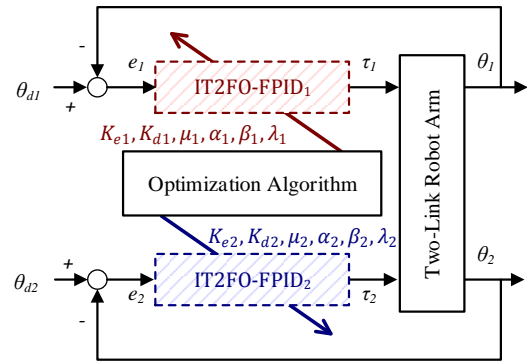 -
e₁
τ₁
θ₁
θd1
+
IT2FO-FPID₁
Ke1, Kd1, μ₁, α₁, β₁, λ₁
Optimization Algorithm
Two-Link Robot Arm
Ke2, Kd2, μ₂, α₂, β₂, λ₂
+
θd2
e₂
IT2FO-FPID₂
τ₂
θ₂
-